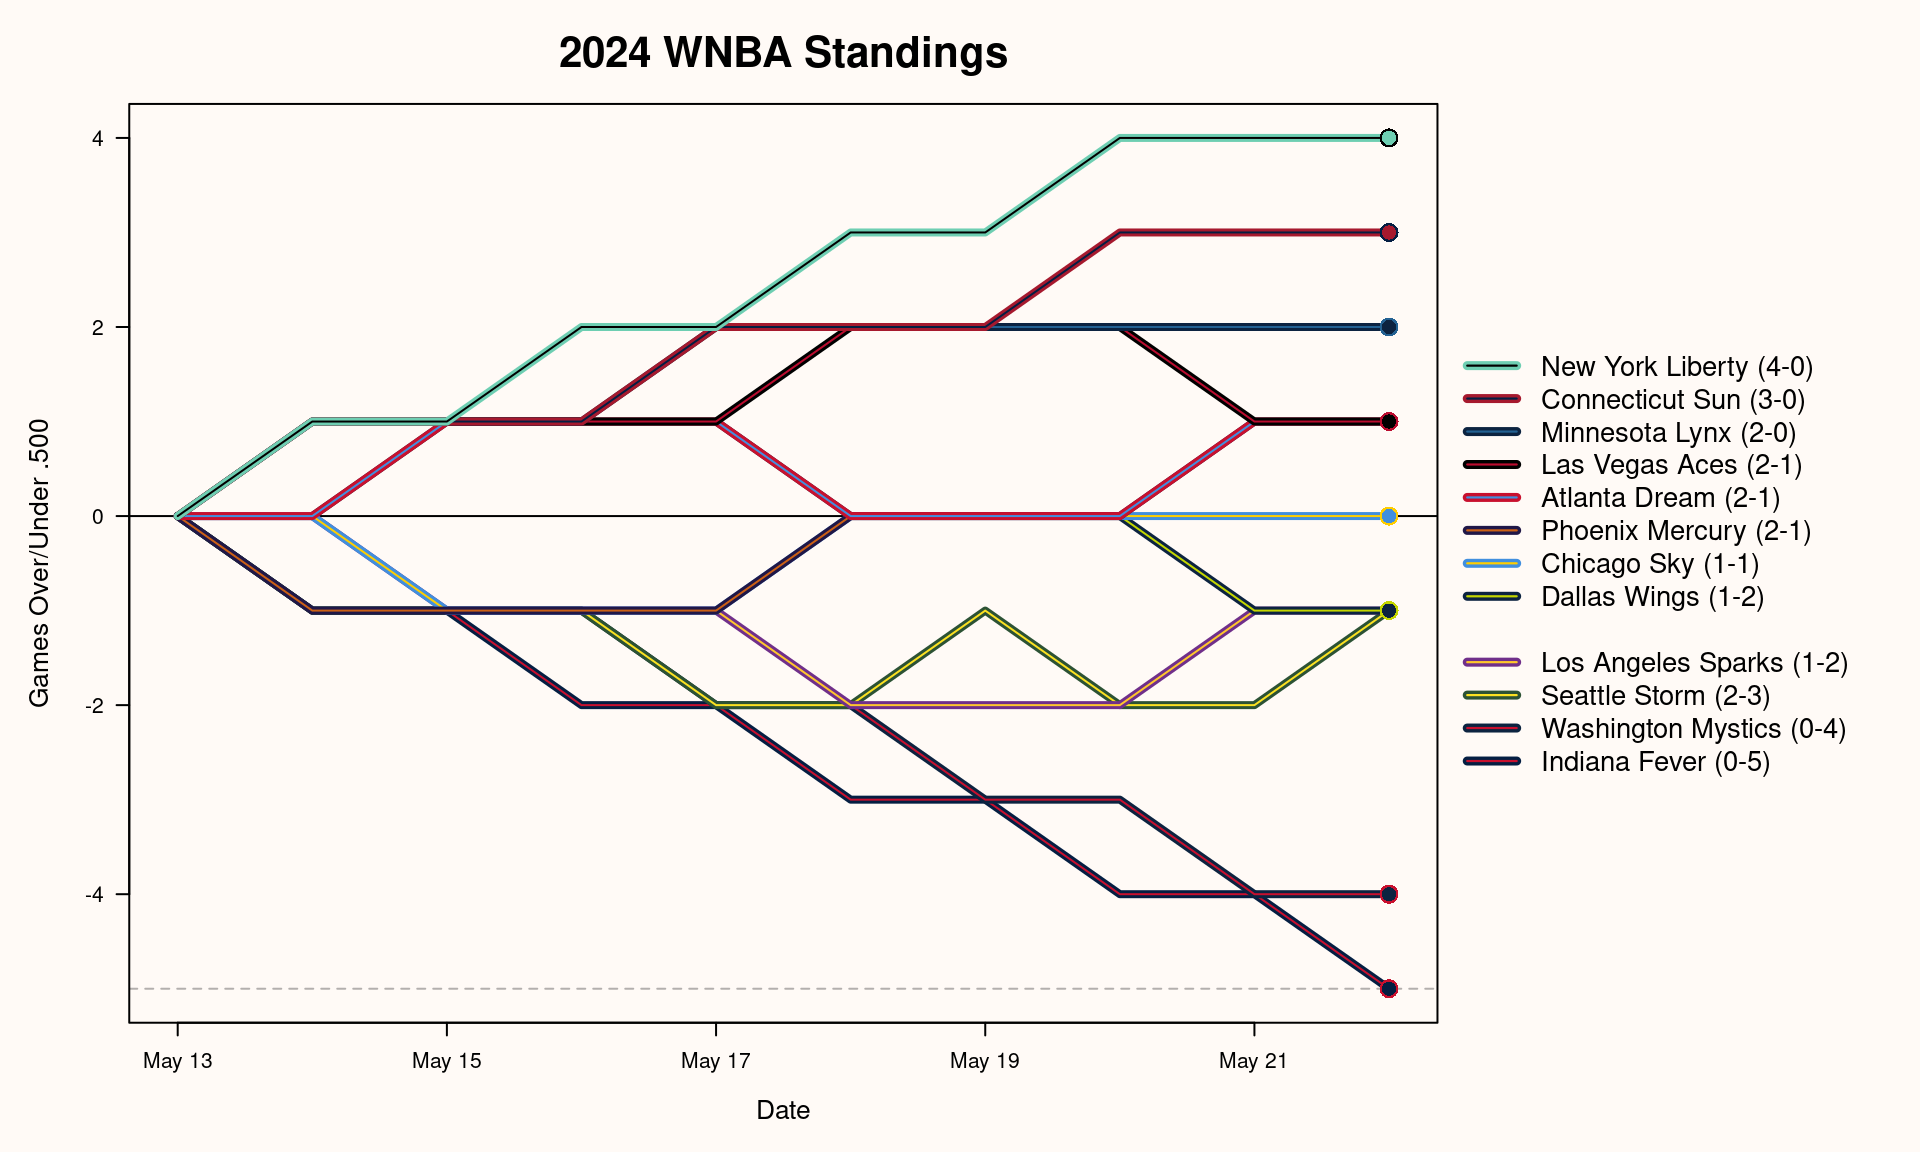 2024 WNBA Standings
Games Over/Under .500
4
2
0
-2
-4
May 13
May 15
May 17
May 19
May 21
Date
New York Liberty (4-0)
Connecticut Sun (3-0)
Minnesota Lynx (2-0)
Las Vegas Aces (2-1)
Atlanta Dream (2-1)
Phoenix Mercury (2-1)
Chicago Sky (1-1)
Dallas Wings (1-2)
Los Angeles Sparks (1-2)
Seattle Storm (2-3)
Washington Mystics (0-4)
Indiana Fever (0-5)